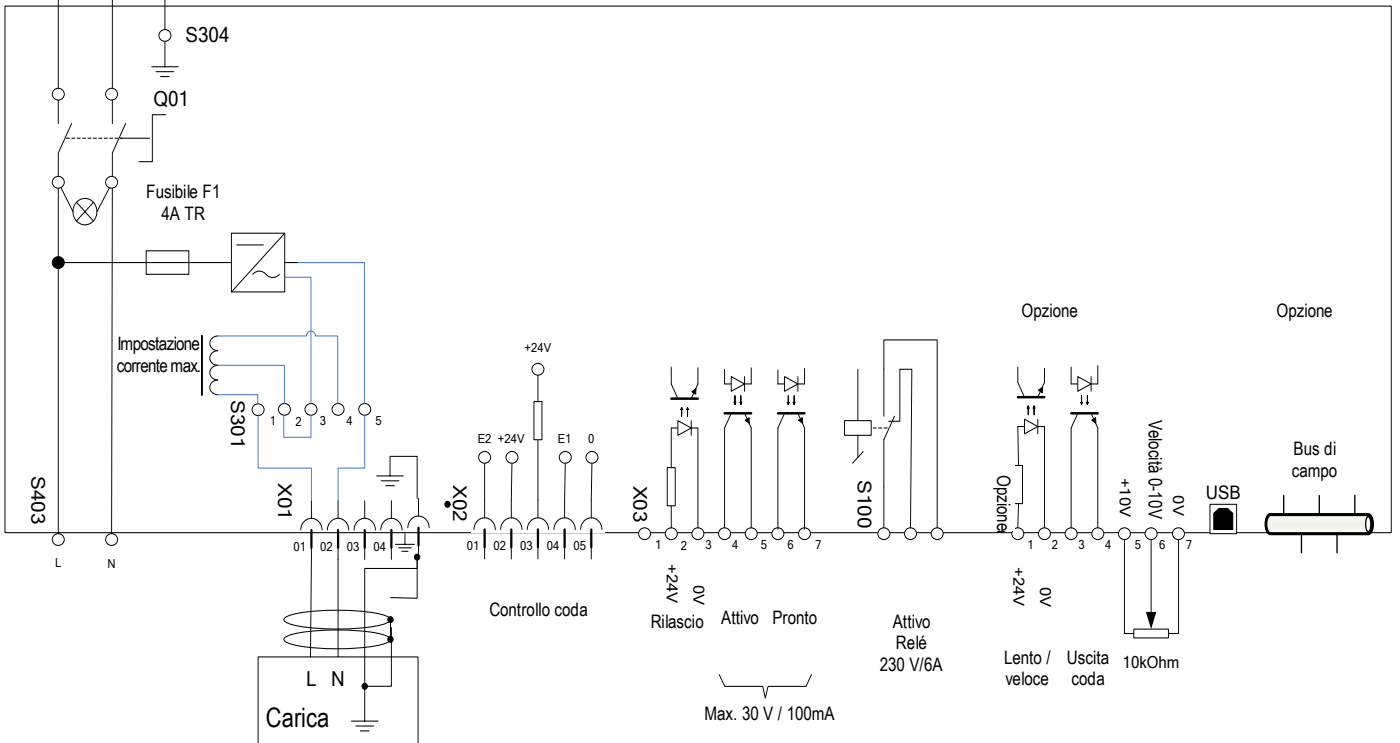 S304
Q01
Fusibile F1
4A TR
Impostazione
corrente max.
S301
1 2 3 4 5
S403
L N
X01
01 02 03 04
L N
Carica
X02
E2 +24V +24V E1 0
01 02 03 04 05
Controllo coda
X03
1 2 3 4 5 6 7
+24V 0V
Rilascio Attivo Pronto
Max. 30 V / 100mA
S100
Attivo
Relé
230 V/6A
Opzione
Opzione
1 2 3 4 5 6 7
+24V 0V
Lento /
veloce
Uscita
coda
+10V
Velocità 0-10V
0V
10kOhm
USB
Opzione
Bus di
campo